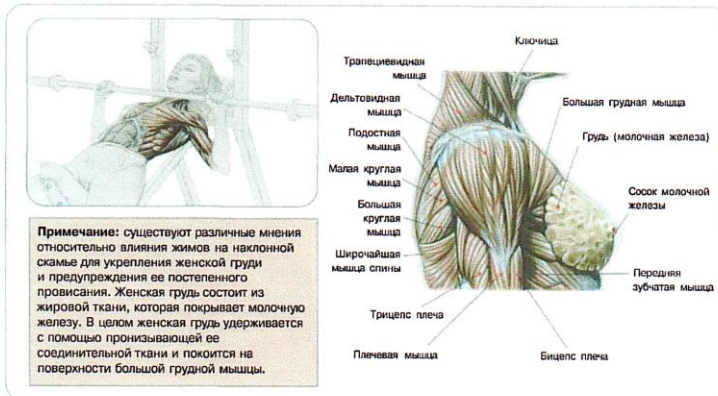 Ключица
Трапециевидная
мышца
Дельтовидная
мышца
Подостная
мышца
Малая круглая
мышца
Большая
круглая
мышца
Широчайшая
мышца спины
Трицепс плеча
Плечевая мышца
Бицепс плеча
Большая грудная мышца
Грудь (молочная железа)
Сосок молочной
железы
Передняя
зубчатая мышца
Примечание: существуют различные мнения
относительно влияния жимов на наклонной
скамье для укрепления женской груди
и предупреждения ее постепенного
провисания. Женская грудь состоит из
жировой ткани, которая покрывает молочную
железу. В целом женская грудь удерживается
с помощью пронизывающей ее
соединительной ткани и покоится на
поверхности большой грудной мышцы.